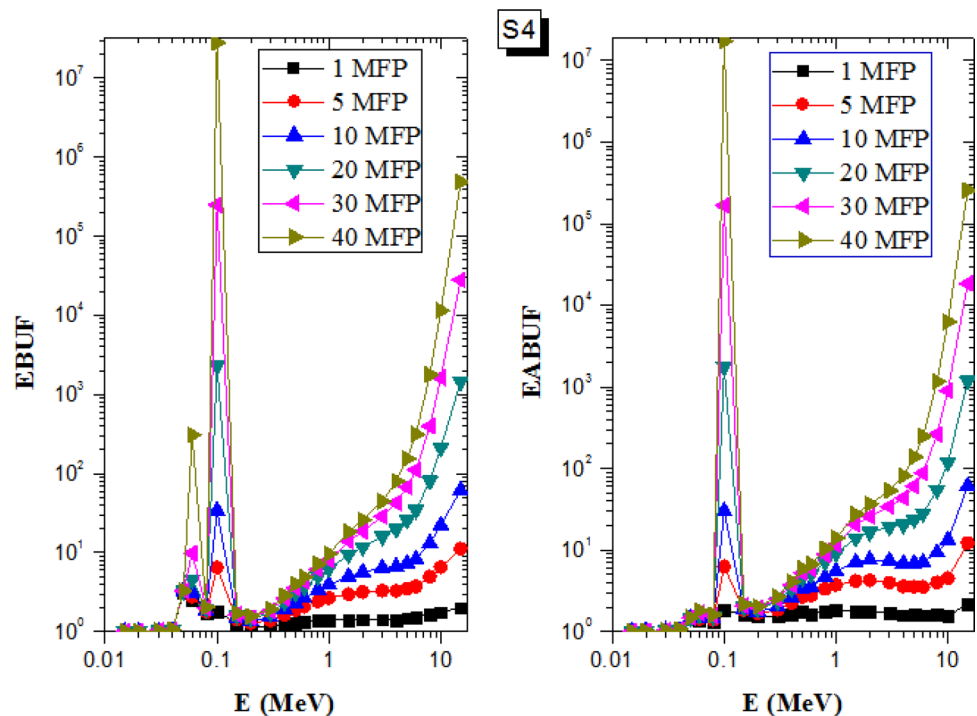 S4
10^7
10^6
10^5
10^4
10^3
10^2
10^1
10^0
EBUF
1 MFP
5 MFP
10 MFP
20 MFP
30 MFP
40 MFP
0.01
0.1
1
10
E (MeV)
10^7
10^6
10^5
10^4
10^3
10^2
10^1
10^0
EABUF
1 MFP
5 MFP
10 MFP
20 MFP
30 MFP
40 MFP
0.01
0.1
1
10
E (MeV)